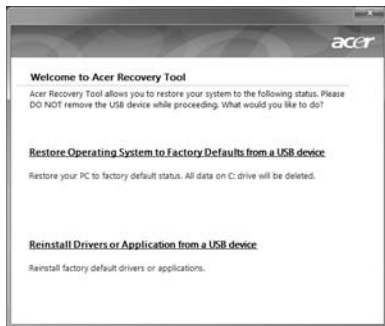 acer
Welcome to Acer Recovery Tool
Acer Recovery Tool allows you to restore your system to the following status. Please
DO NOT remove the USB device while proceeding. What would you like to do?
Restore Operating System to Factory Defaults from a USB device
Restore your PC to factory default status. All data on C: drive will be deleted.
Reinstall Drivers or Application from a USB device
Reinstall factory default drivers or applications.